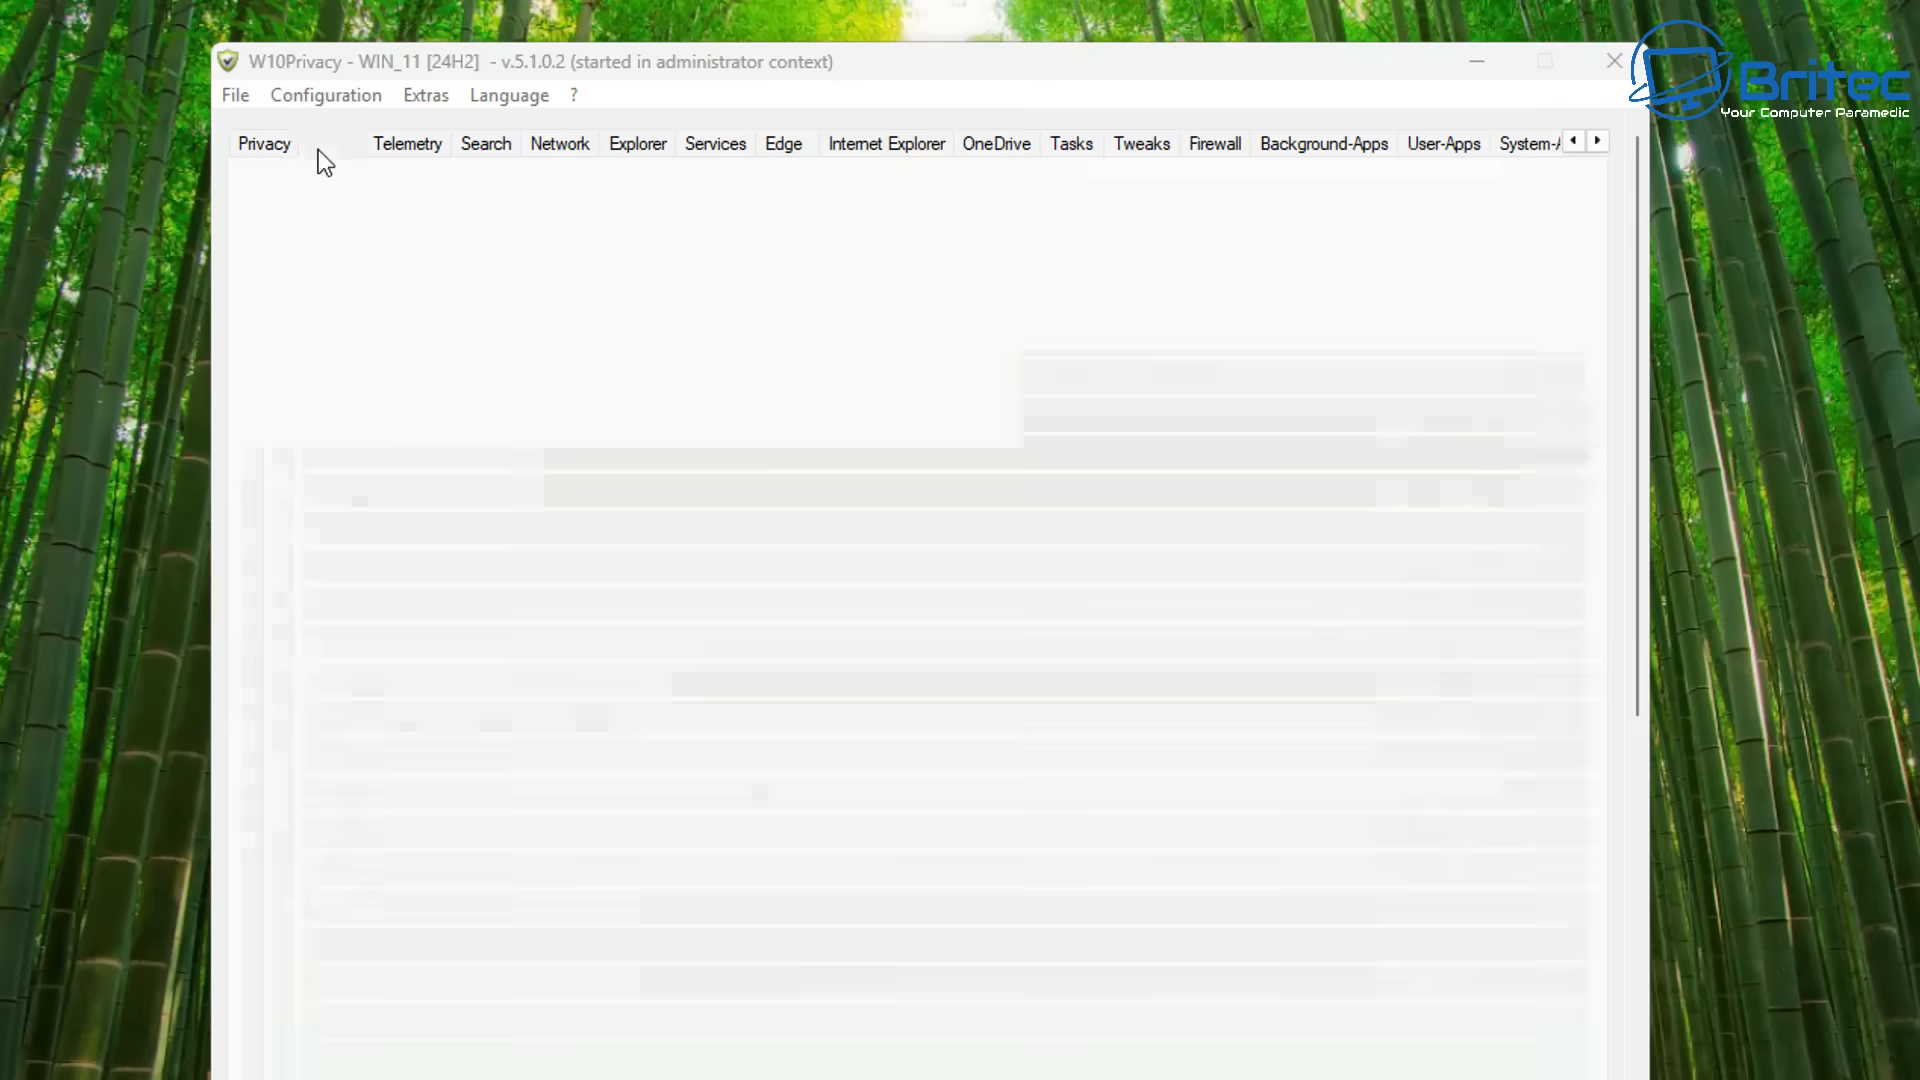 W10Privacy - WIN_11 [24H2] - v.5.1.0.2 (started in administrator context)
File Configuration Extras Language ?
Privacy Telemetry Search Network Explorer Services Edge Internet Explorer OneDrive Tasks Tweaks Firewall Background-Apps User-Apps System-A
Britec
Your Computer Paramedic